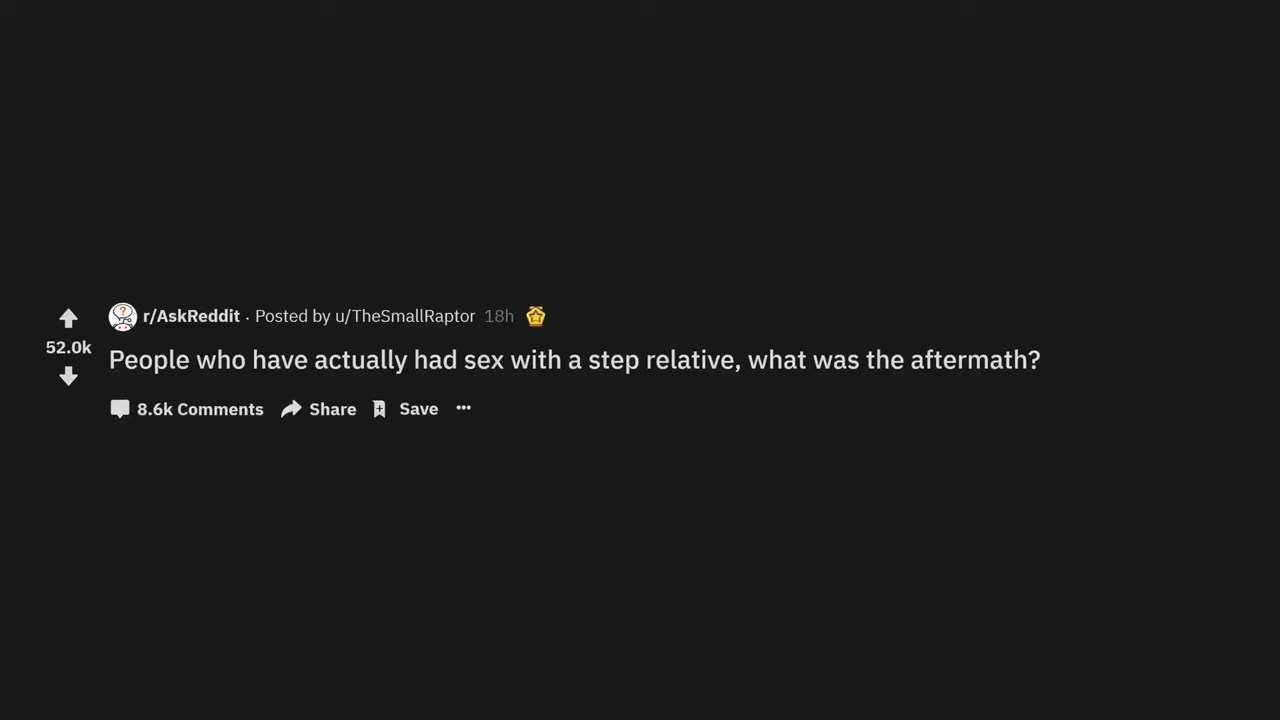 r/AskReddit · Posted by u/TheSmallRaptor 18h
52.0k
People who have actually had sex with a step relative, what was the aftermath?
8.6k Comments Share Save ···